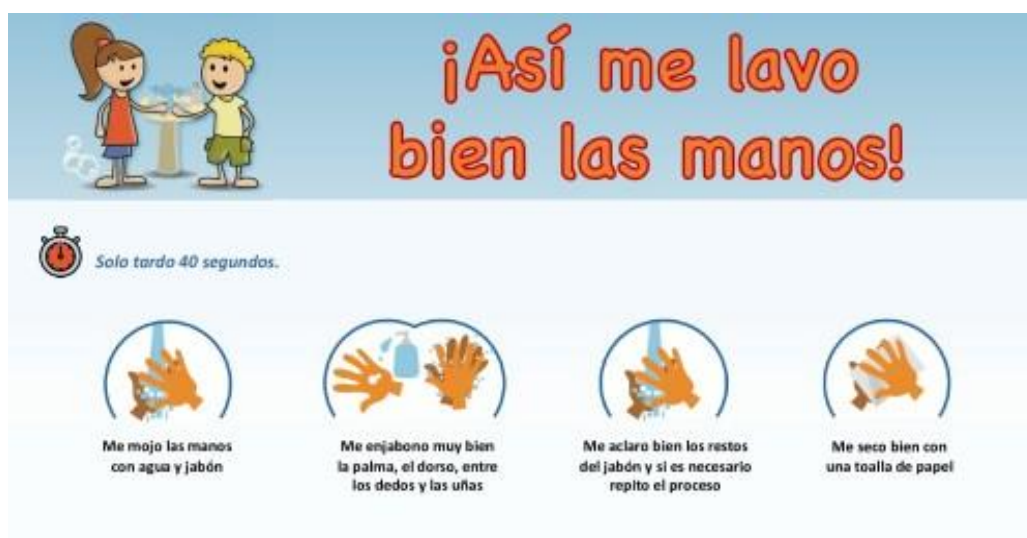 ¡Así me lavo
bien las manos!
Solo tardo 40 segundos.
Me mojo las manos
con agua y jabón
Me enjabono muy bien
la palma, el dorso, entre
los dedos y las uñas
Me aclaro bien los restos
del jabón y si es necesario
repito el proceso
Me seco bien con
una toalla de papel